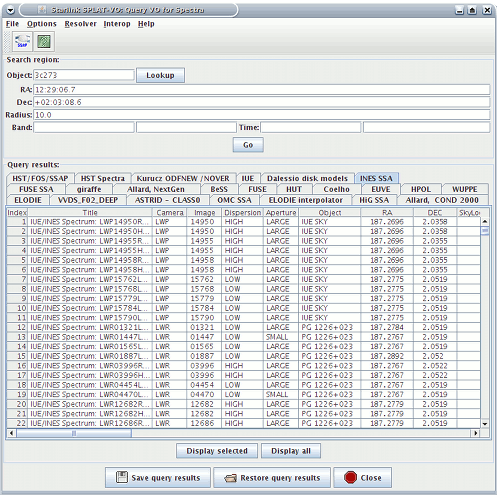 Starlink SPLAT-VO: Query VO for Spectra
File Options Resolver Interop Help
SSAP
Search region:
Object: 3c273 Lookup
RA: 12:29:06.7
Dec: +02:03:08.6
Radius: 10.0
Band: Time:
Go
Query results:
HST/FOS/SSAP HST Spectra Kurucz ODFNEW /NOVER IUE Dalessio disk models INES SSA
FUSE SSA giraffe Allard, NextGen BeSS FUSE HUT Coelho EUVE HPOL WUPPE
ELODIE VVDS_F02_DEEP ASTRID - CLASS0 OMC SSA ELODIE interpolator HiG SSA Allard, COND 2000
Index Title Camera Image Dispersion Aperture Object RA DEC SkyLoc
1 IUE/INES Spectrum: LWP14950R... LWP 14950 HIGH LARGE IUE SKY 187.2696 2.0358
2 IUE/INES Spectrum: LWP14950H... LWP 14950 HIGH LARGE IUE SKY 187.2696 2.0358
3 IUE/INES Spectrum: LWP14955R... LWP 14955 HIGH LARGE IUE SKY 187.2696 2.0355
4 IUE/INES Spectrum: LWP14955H... LWP 14955 HIGH LARGE IUE SKY 187.2696 2.0355
5 IUE/INES Spectrum: LWP14958R... LWP 14958 HIGH LARGE IUE SKY 187.2696 2.0355
6 IUE/INES Spectrum: LWP14958H... LWP 14958 HIGH LARGE IUE SKY 187.2696 2.0355
7 IUE/INES Spectrum: LWP15762L... LWP 15762 LOW LARGE IUE SKY 187.2775 2.0519
8 IUE/INES Spectrum: LWP15768L... LWP 15768 LOW LARGE IUE SKY 187.2775 2.0519
9 IUE/INES Spectrum: LWP15779L... LWP 15779 LOW LARGE IUE SKY 187.2775 2.0519
10 IUE/INES Spectrum: LWP15784L... LWP 15784 LOW LARGE IUE SKY 187.2775 2.0519
11 IUE/INES Spectrum: LWP15790L... LWP 15790 LOW LARGE IUE SKY 187.2775 2.0519
12 IUE/INES Spectrum: LWR01321L... LWR 01321 LOW LARGE PG 1226+023 187.2784 2.0519
13 IUE/INES Spectrum: LWR01447L... LWR 01447 LOW SMALL PG 1226+023 187.2767 2.0519
14 IUE/INES Spectrum: LWR01565L... LWR 01565 LOW LARGE PG 1226+023 187.2767 2.0519
15 IUE/INES Spectrum: LWR01887L... LWR 01887 LOW LARGE PG 1226+023 187.2892 2.052
16 IUE/INES Spectrum: LWR03996R... LWR 03996 HIGH LARGE PG 1226+023 187.2767 2.0522
17 IUE/INES Spectrum: LWR03996H... LWR 03996 HIGH LARGE PG 1226+023 187.2767 2.0522
18 IUE/INES Spectrum: LWR04454L... LWR 04454 LOW LARGE PG 1226+023 187.2767 2.0519
19 IUE/INES Spectrum: LWR04470L... LWR 04470 LOW SMALL PG 1226+023 187.2767 2.0519
20 IUE/INES Spectrum: LWR12682R... LWR 12682 HIGH LARGE PG 1226+023 187.2779 2.0519
21 IUE/INES Spectrum: LWR12682H... LWR 12682 HIGH LARGE PG 1226+023 187.2779 2.0519
22 IUE/INES Spectrum: LWR12686R... LWR 12686 HIGH LARGE PG 1226+023 187.2779 2.0519
Display selected Display all
Save query results Restore query results Close